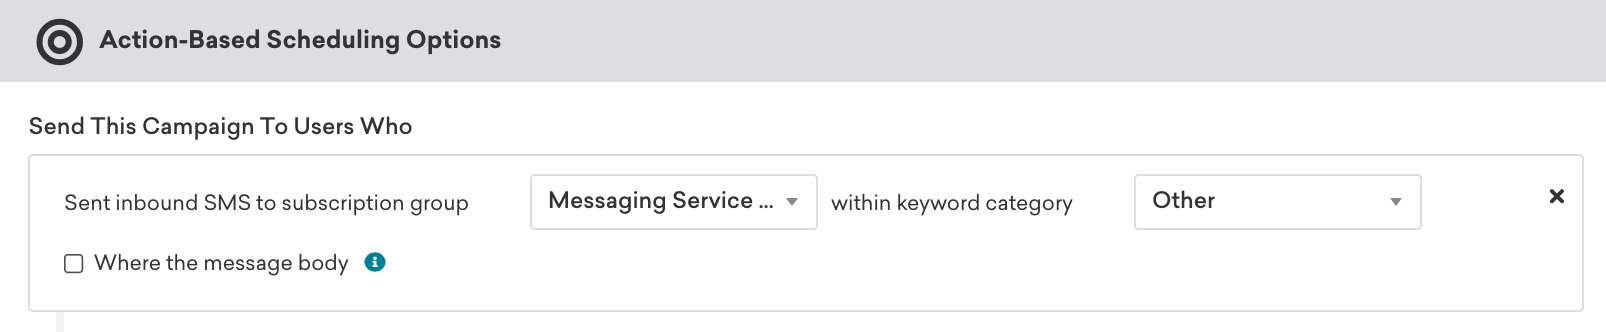 Action-Based Scheduling Options
Send This Campaign To Users Who
Sent inbound SMS to subscription group Messaging Service ... within keyword category Other
Where the message body